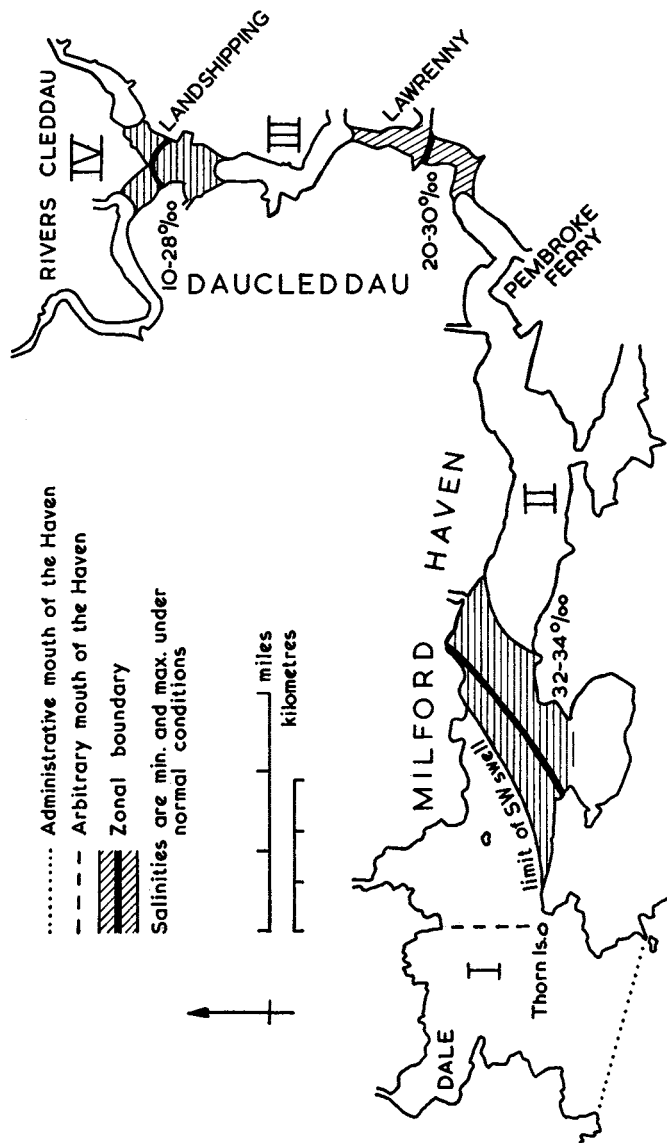 Administrative mouth of the Haven
Arbitrary mouth of the Haven
Zonal boundary
Salinities are min. and max. under
normal conditions
miles
kilometres
RIVERS CLEDDAU
IV
LANDSHIPPING
10-28‰
III
DAUCLEDDAU
LAWRENNY
20-30‰
PEMBROKE
FERRY
MILFORD HAVEN
II
32-34‰
limit of SW swell
I
DALE
Thorn Is.